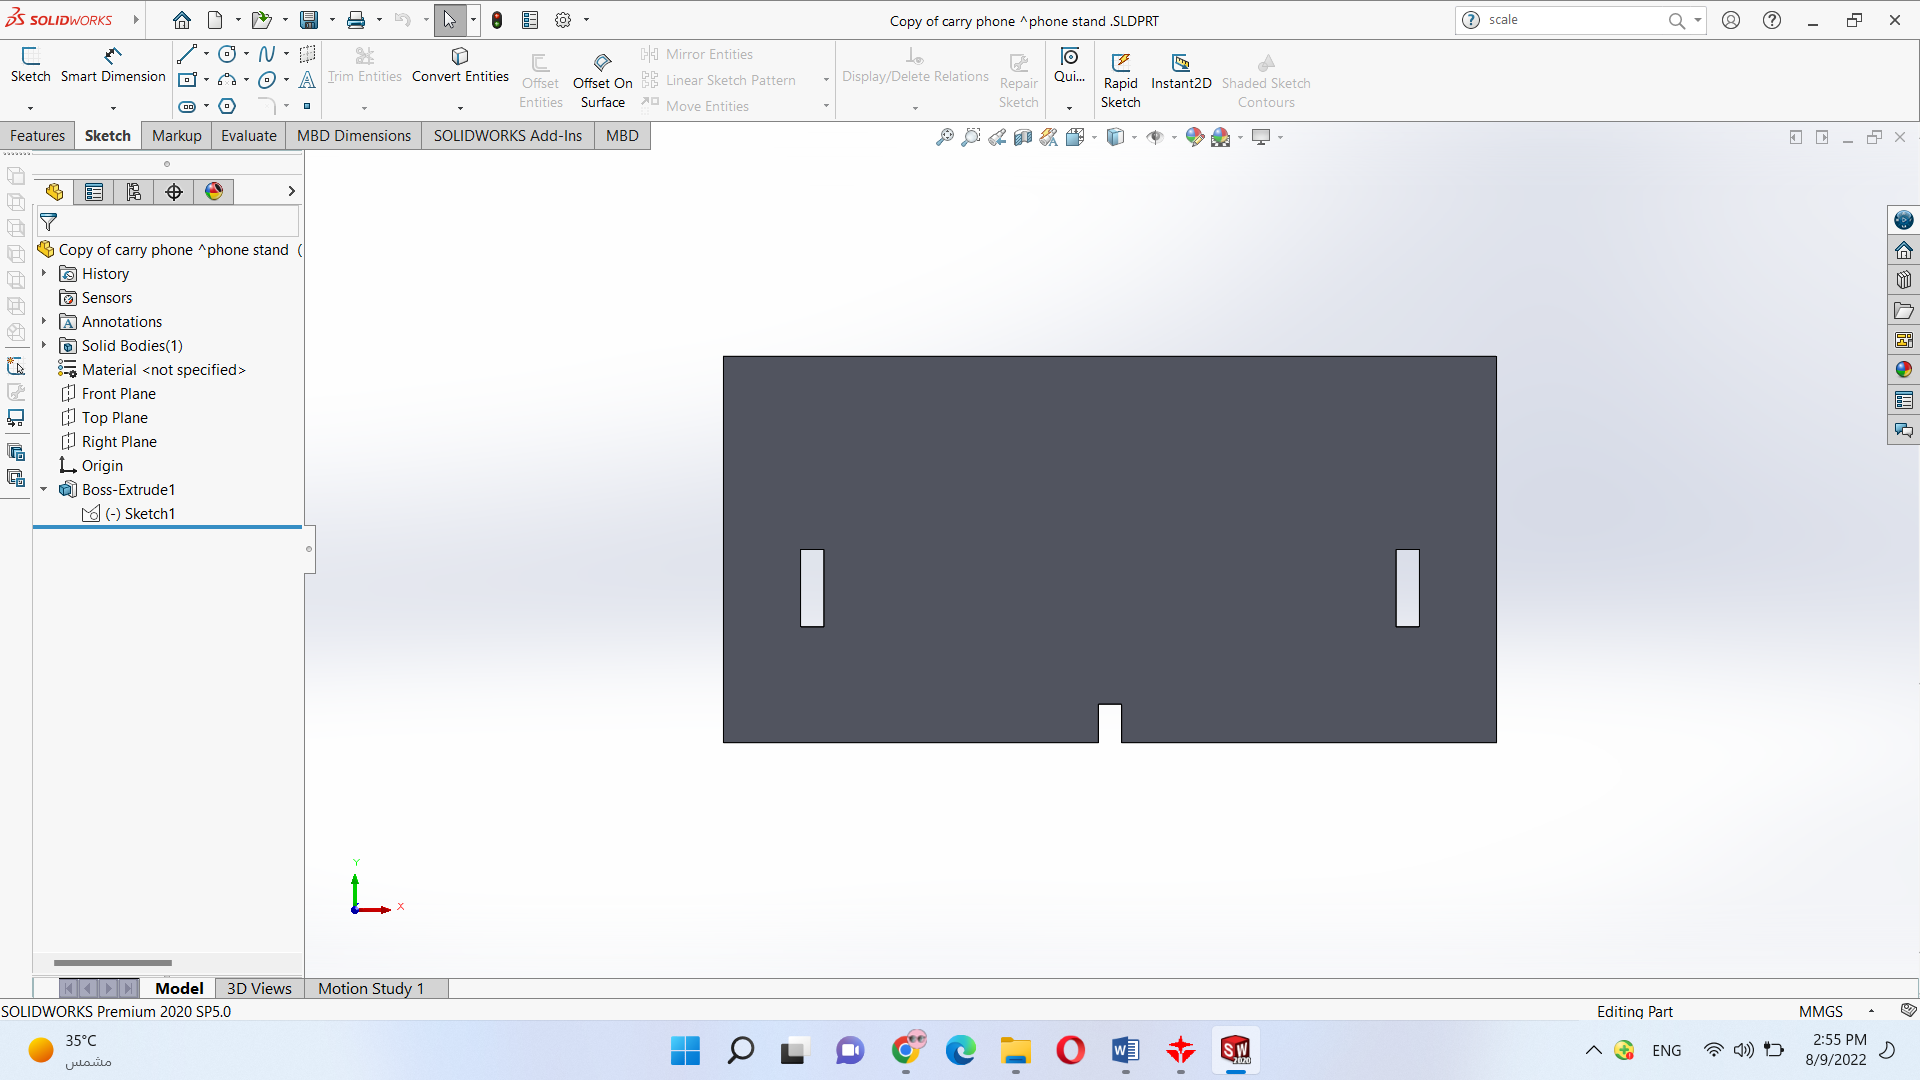 SOLIDWORKS
Copy of carry phone ^phone stand .SLDPRT
scale
Sketch
Smart Dimension
Trim Entities
Convert Entities
Offset Entities
Offset On Surface
Mirror Entities
Linear Sketch Pattern
Move Entities
Display/Delete Relations
Repair Sketch
Qui...
Rapid Sketch
Instant2D
Shaded Sketch Contours
Features
Sketch
Markup
Evaluate
MBD Dimensions
SOLIDWORKS Add-Ins
MBD
Copy of carry phone ^phone stand (
History
Sensors
Annotations
Solid Bodies(1)
Material <not specified>
Front Plane
Top Plane
Right Plane
Origin
Boss-Extrude1
(-) Sketch1
Y
X
Model
3D Views
Motion Study 1
SOLIDWORKS Premium 2020 SP5.0
Editing Part
MMGS
35°C
مشمس
ENG
2:55 PM
8/9/2022